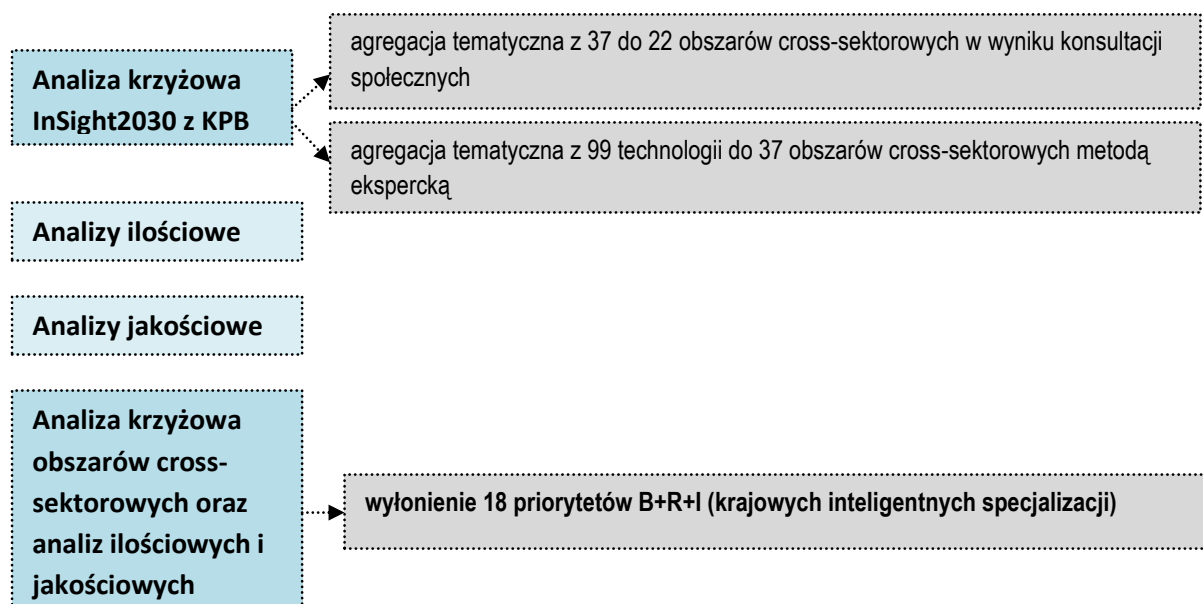 Analiza krzyżowa
InSight2030 z KPB
agregacja tematyczna z 37 do 22 obszarów cross-sektorowych w wyniku konsultacji
społecznych
agregacja tematyczna z 99 technologii do 37 obszarów cross-sektorowych metodą
ekspercką
Analizy ilościowe
Analizy jakościowe
Analiza krzyżowa
obszarów cross-
sektorowych oraz
analiz ilościowych i
jakościowych
wyłonienie 18 priorytetów B+R+I (krajowych inteligentnych specjalizacji)